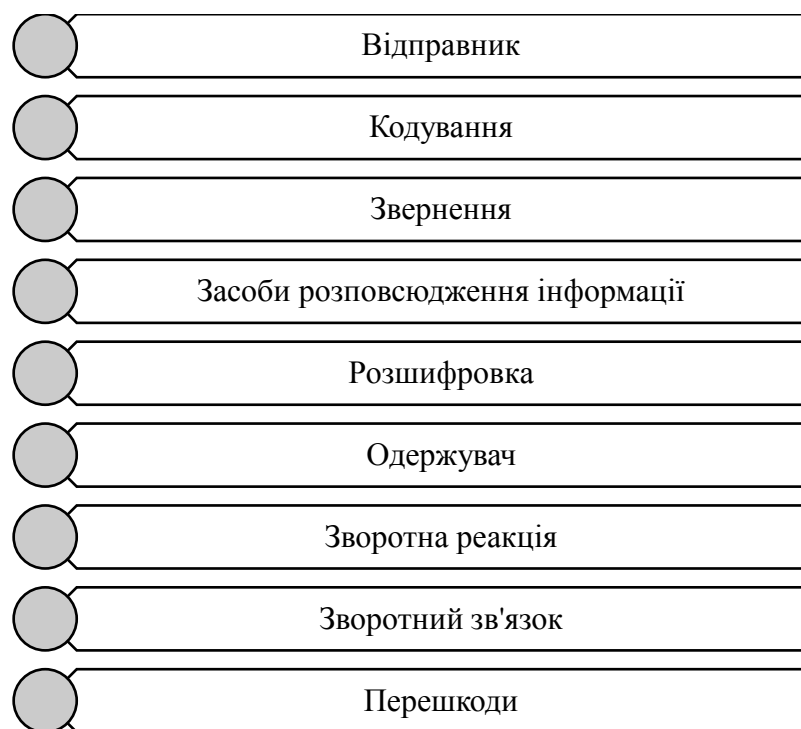 Відправник
Кодування
Звернення
Засоби розповсюдження інформації
Розшифровка
Одержувач
Зворотна реакція
Зворотний зв'язок
Перешкоди